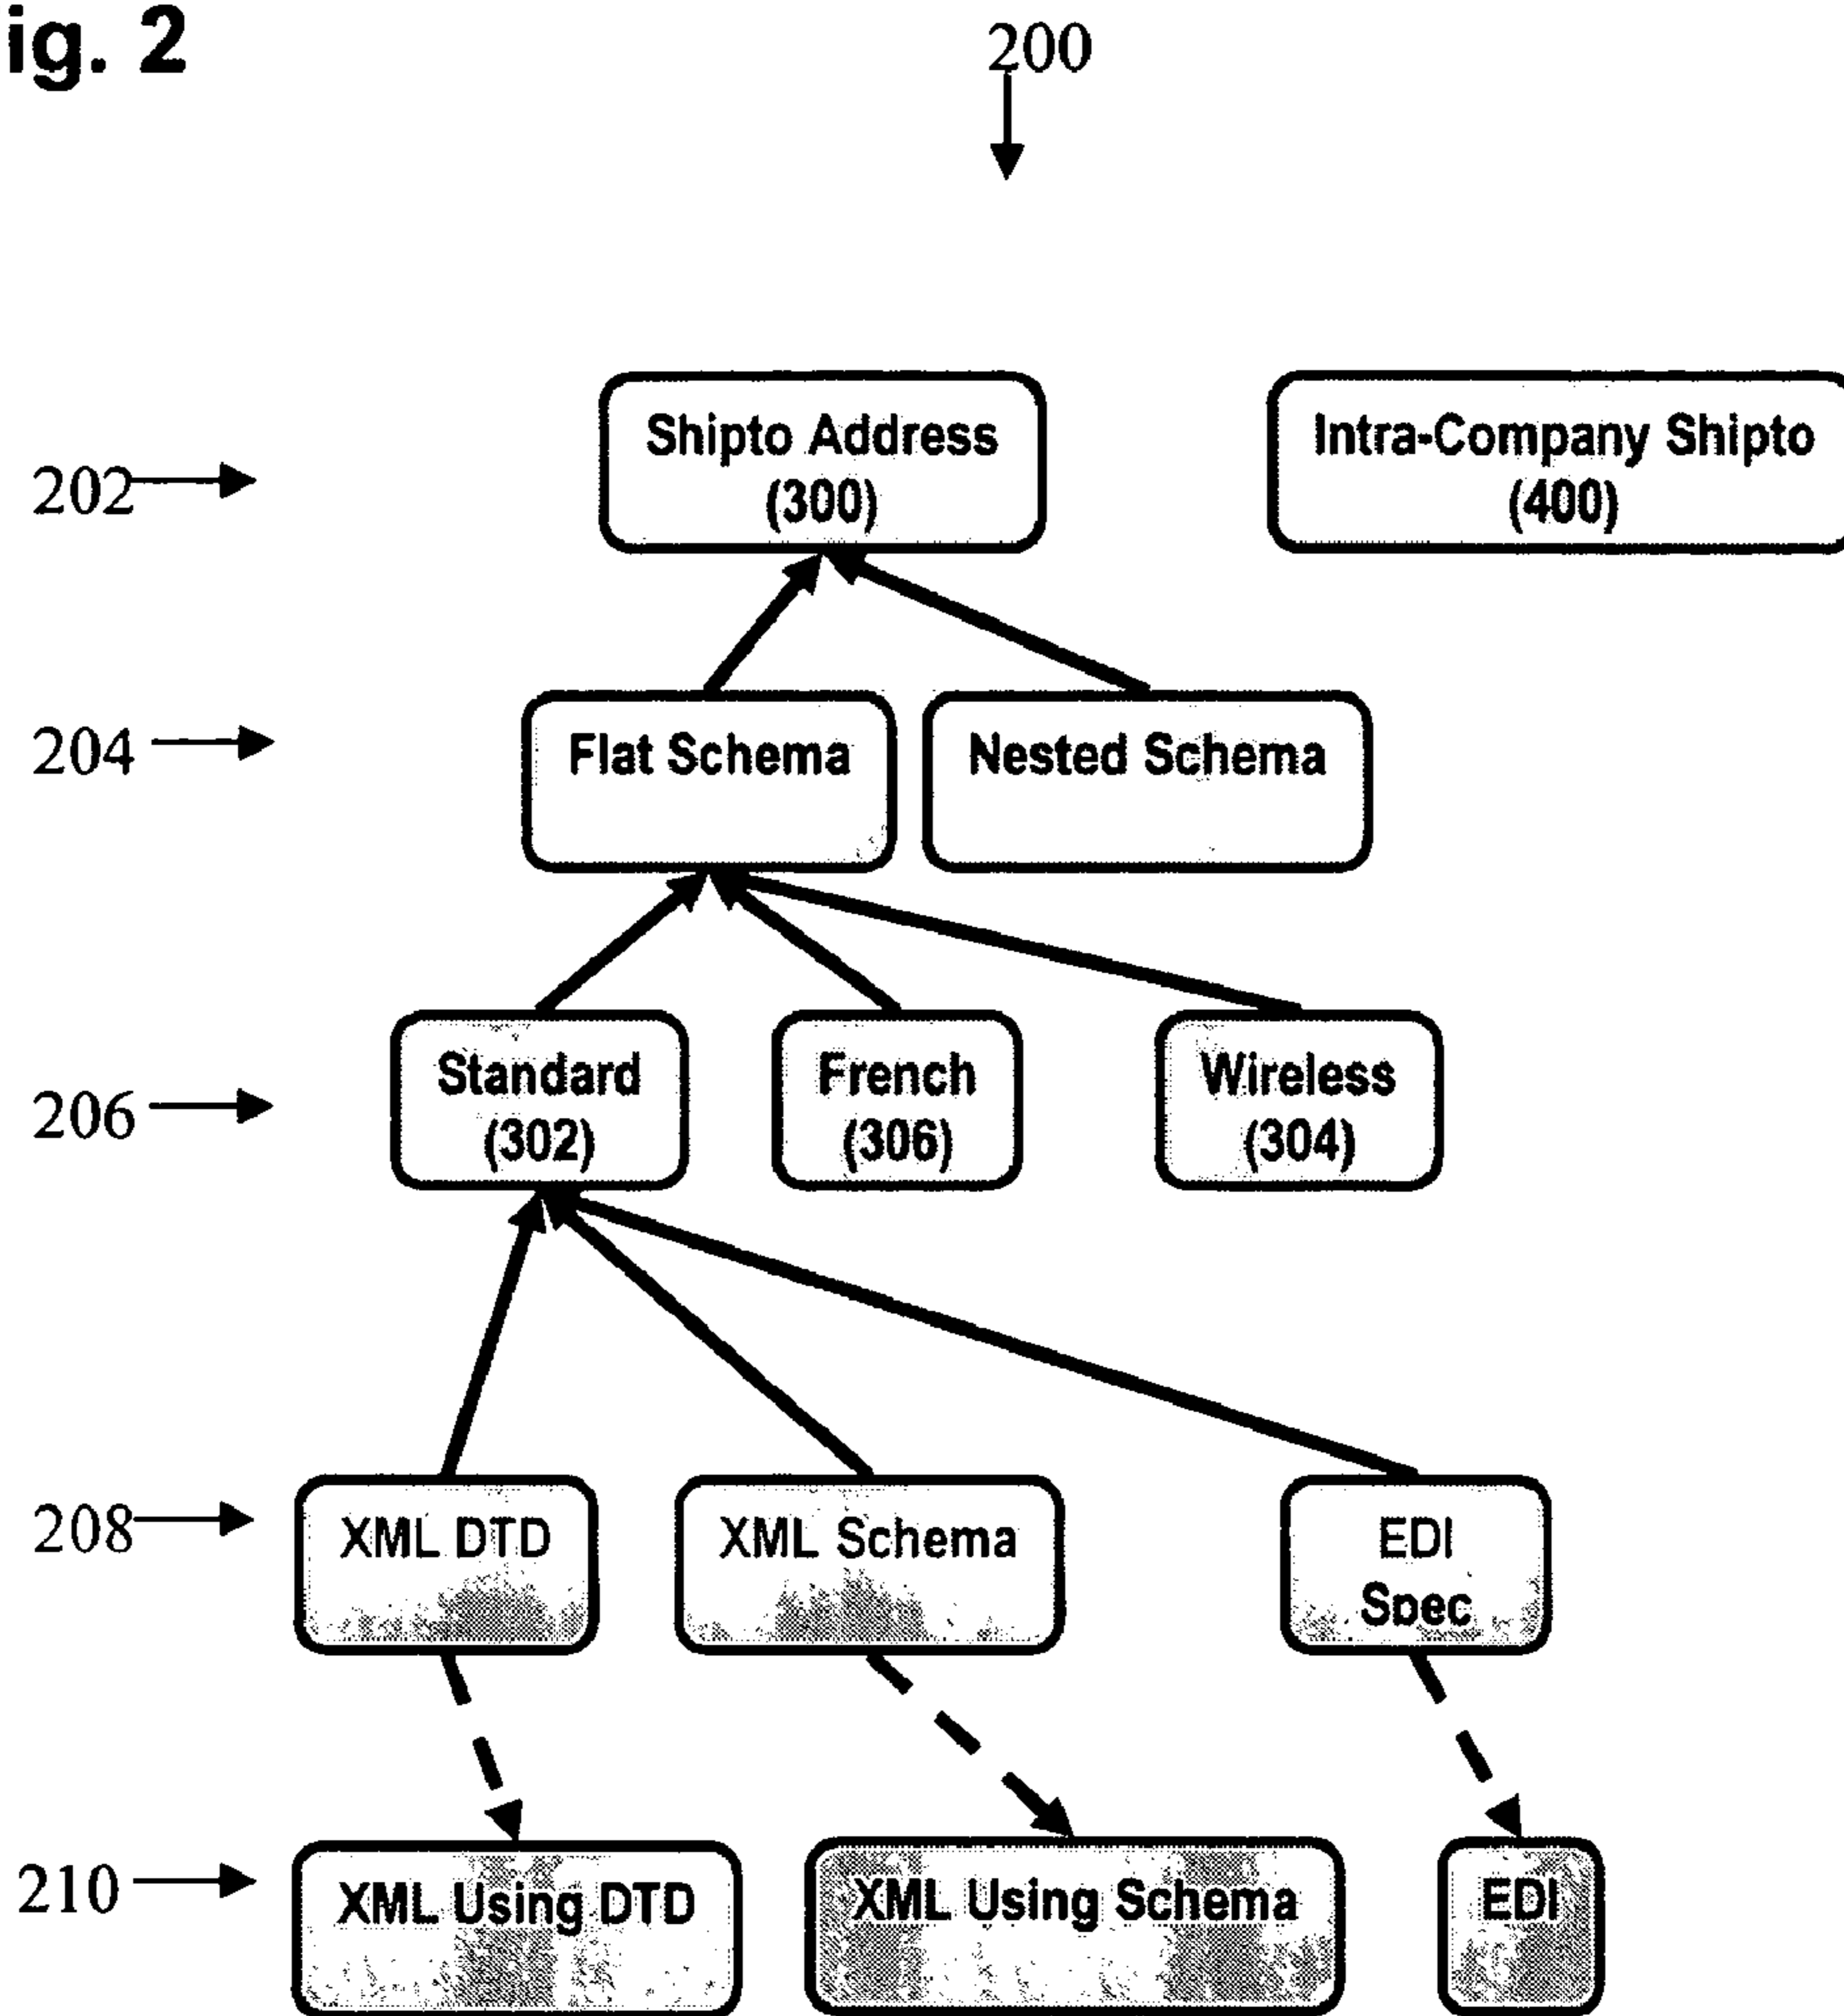 ig. 2
200
202
Shipto Address
(300)
Intra-Company Shipto
(400)
204
Flat Schema
Nested Schema
206
Standard
(302)
French
(306)
Wireless
(304)
208
XML DTD
XML Schema
EDI
Spec
210
XML Using DTD
XML Using Schema
EDI